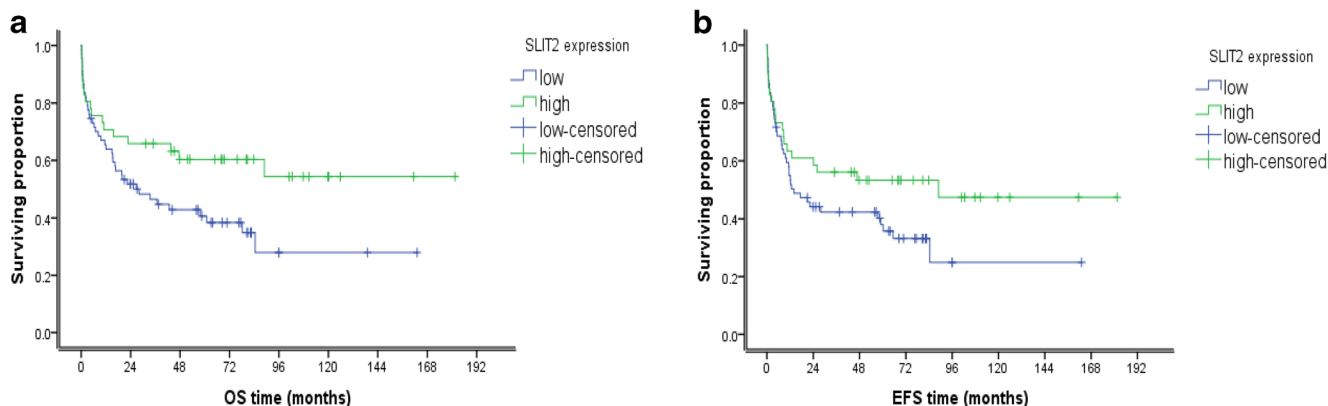 a
SLIT2 expression
low
high
low-censored
high-censored
1.0
0.8
0.6
0.4
0.2
0.0
Surviving proportion
0 24 48 72 96 120 144 168 192
OS time (months)
b
SLIT2 expression
low
high
low-censored
high-censored
1.0
0.8
0.6
0.4
0.2
0.0
Surviving proportion
0 24 48 72 96 120 144 168 192
EFS time (months)